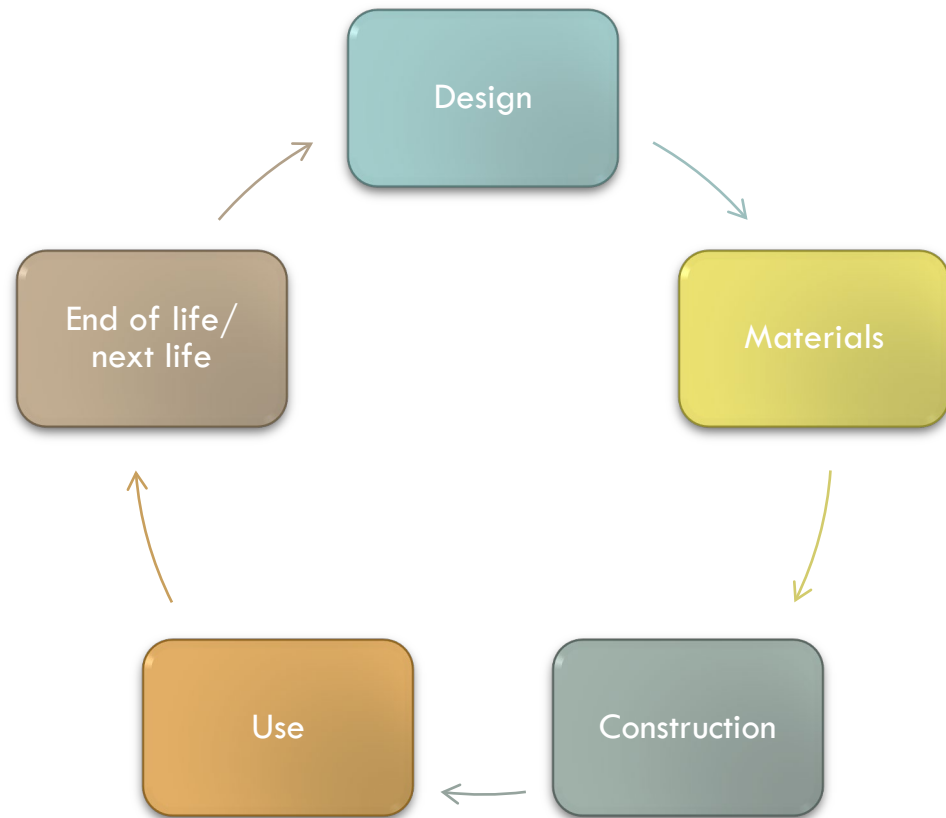 Design
Materials
Construction
Use
End of life/
next life